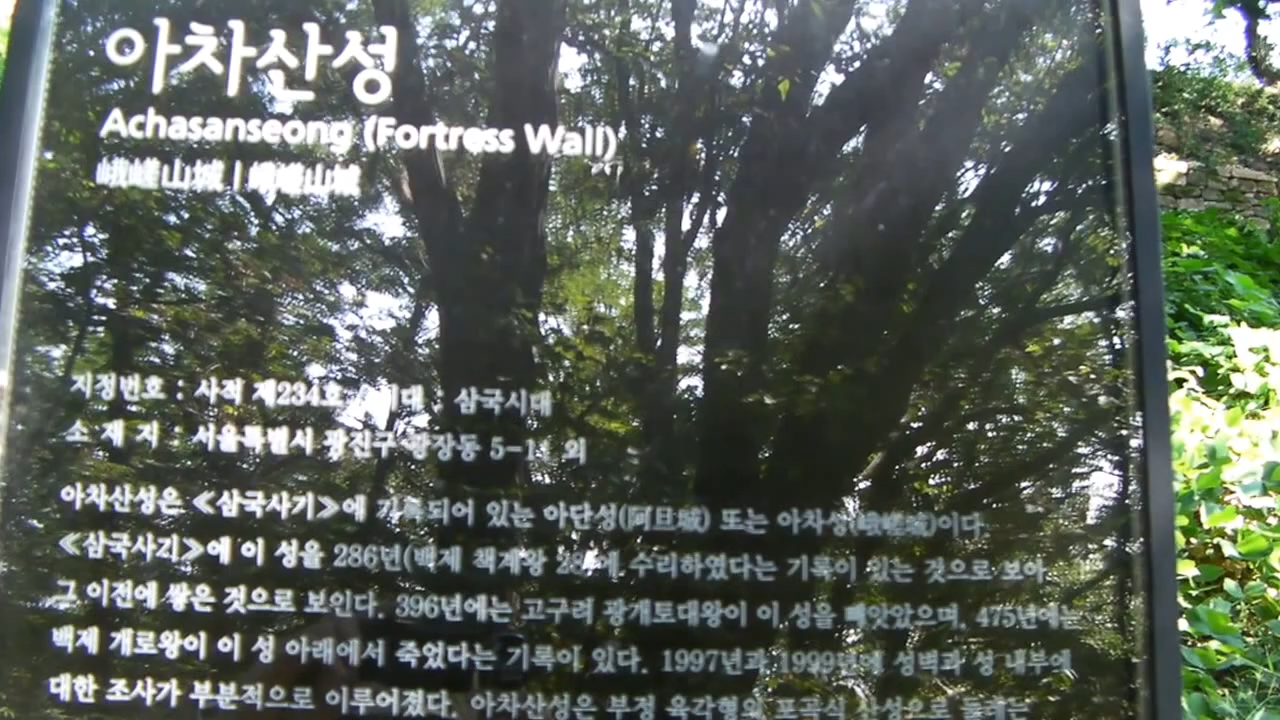 아차산성
Achasanseong (Fortress Wall)
峨嵯山城 | 峨嵯山城
지정번호 : 사적 제234호 시대 : 삼국시대
소 재 지 : 서울특별시 광진구 광장동 5-11 외
아차산성은 ≪삼국사기≫에 기록되어 있는 아단성(阿旦城) 또는 아차성(峨嵯城)이다.
≪삼국사기≫에 이 성을 286년(백제 책계왕 수리하였다는 기록이 있는 것으로 보아
그 이전에 쌓은 것으로 보인다. 396년에는 고구려 광개토대왕이 이 성을 빼앗았으며, 475년에는
백제 개로왕이 이 성 아래에서 죽었다는 기록이 있다. 1997년과 1999년에 성벽과 성 내부에
대한 조사가 부분적으로 이루어졌다. 아차산성은 부정 육각형의 포곡식 산성으로 둘레는